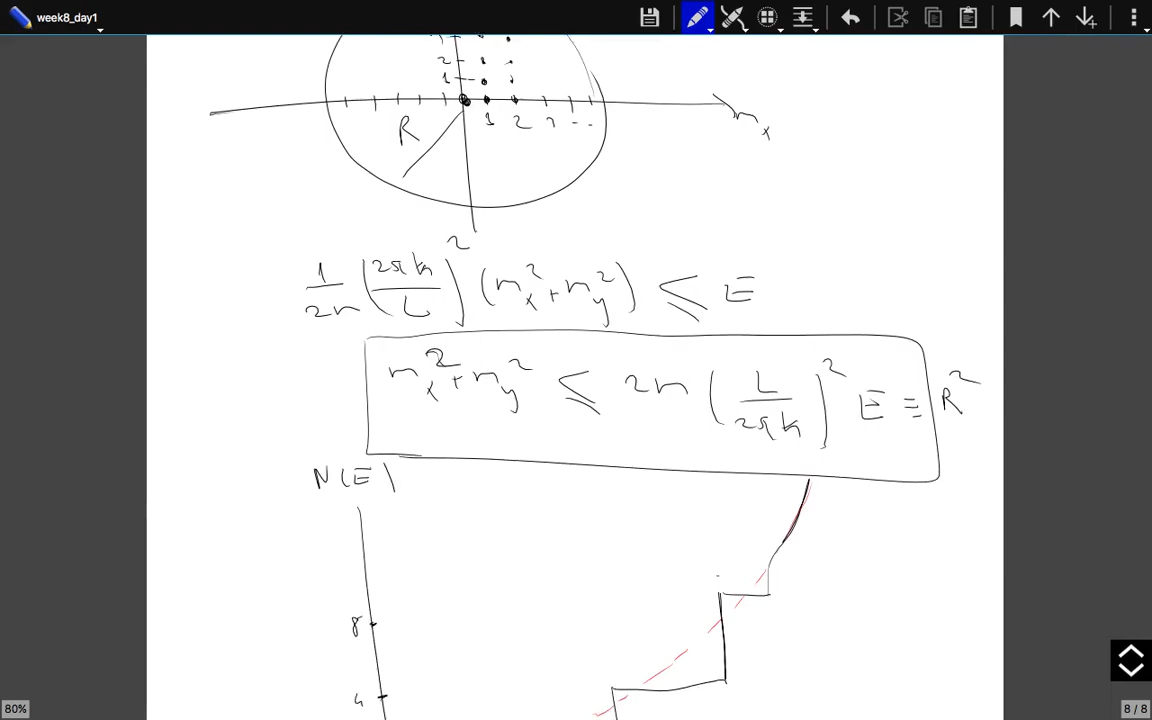 week8_day1
2
1
1 2 3 ...
m_x
R
1/2m (2πħ/L)^2 (m_x^2 + m_y^2) ≤ E
m_x^2 + m_y^2 ≤ 2m (L/2πħ)^2 E ≡ R^2
N(E)
8
4
80%
8 / 8